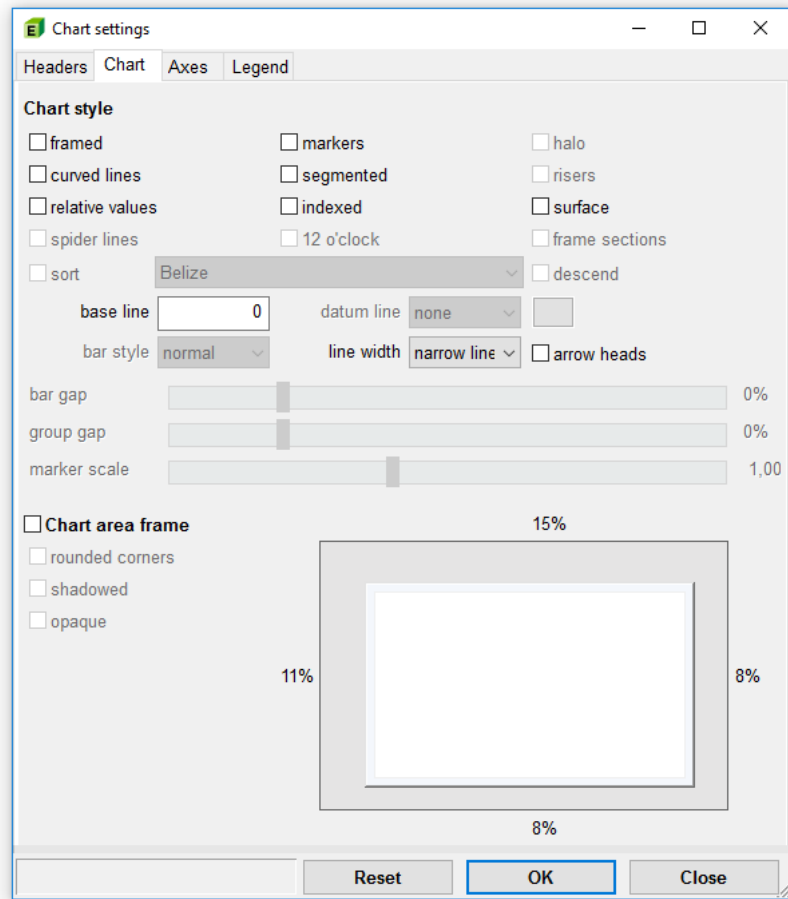 E Chart settings
Headers Chart Axes Legend
Chart style
framed markers halo
curved lines segmented risers
relative values indexed surface
spider lines 12 o'clock frame sections
sort Belize descend
base line 0 datum line none
bar style normal line width narrow line arrow heads
bar gap 0%
group gap 0%
marker scale 1,00
Chart area frame 15%
rounded corners
shadowed
opaque
11% 8%
8%
Reset OK Close